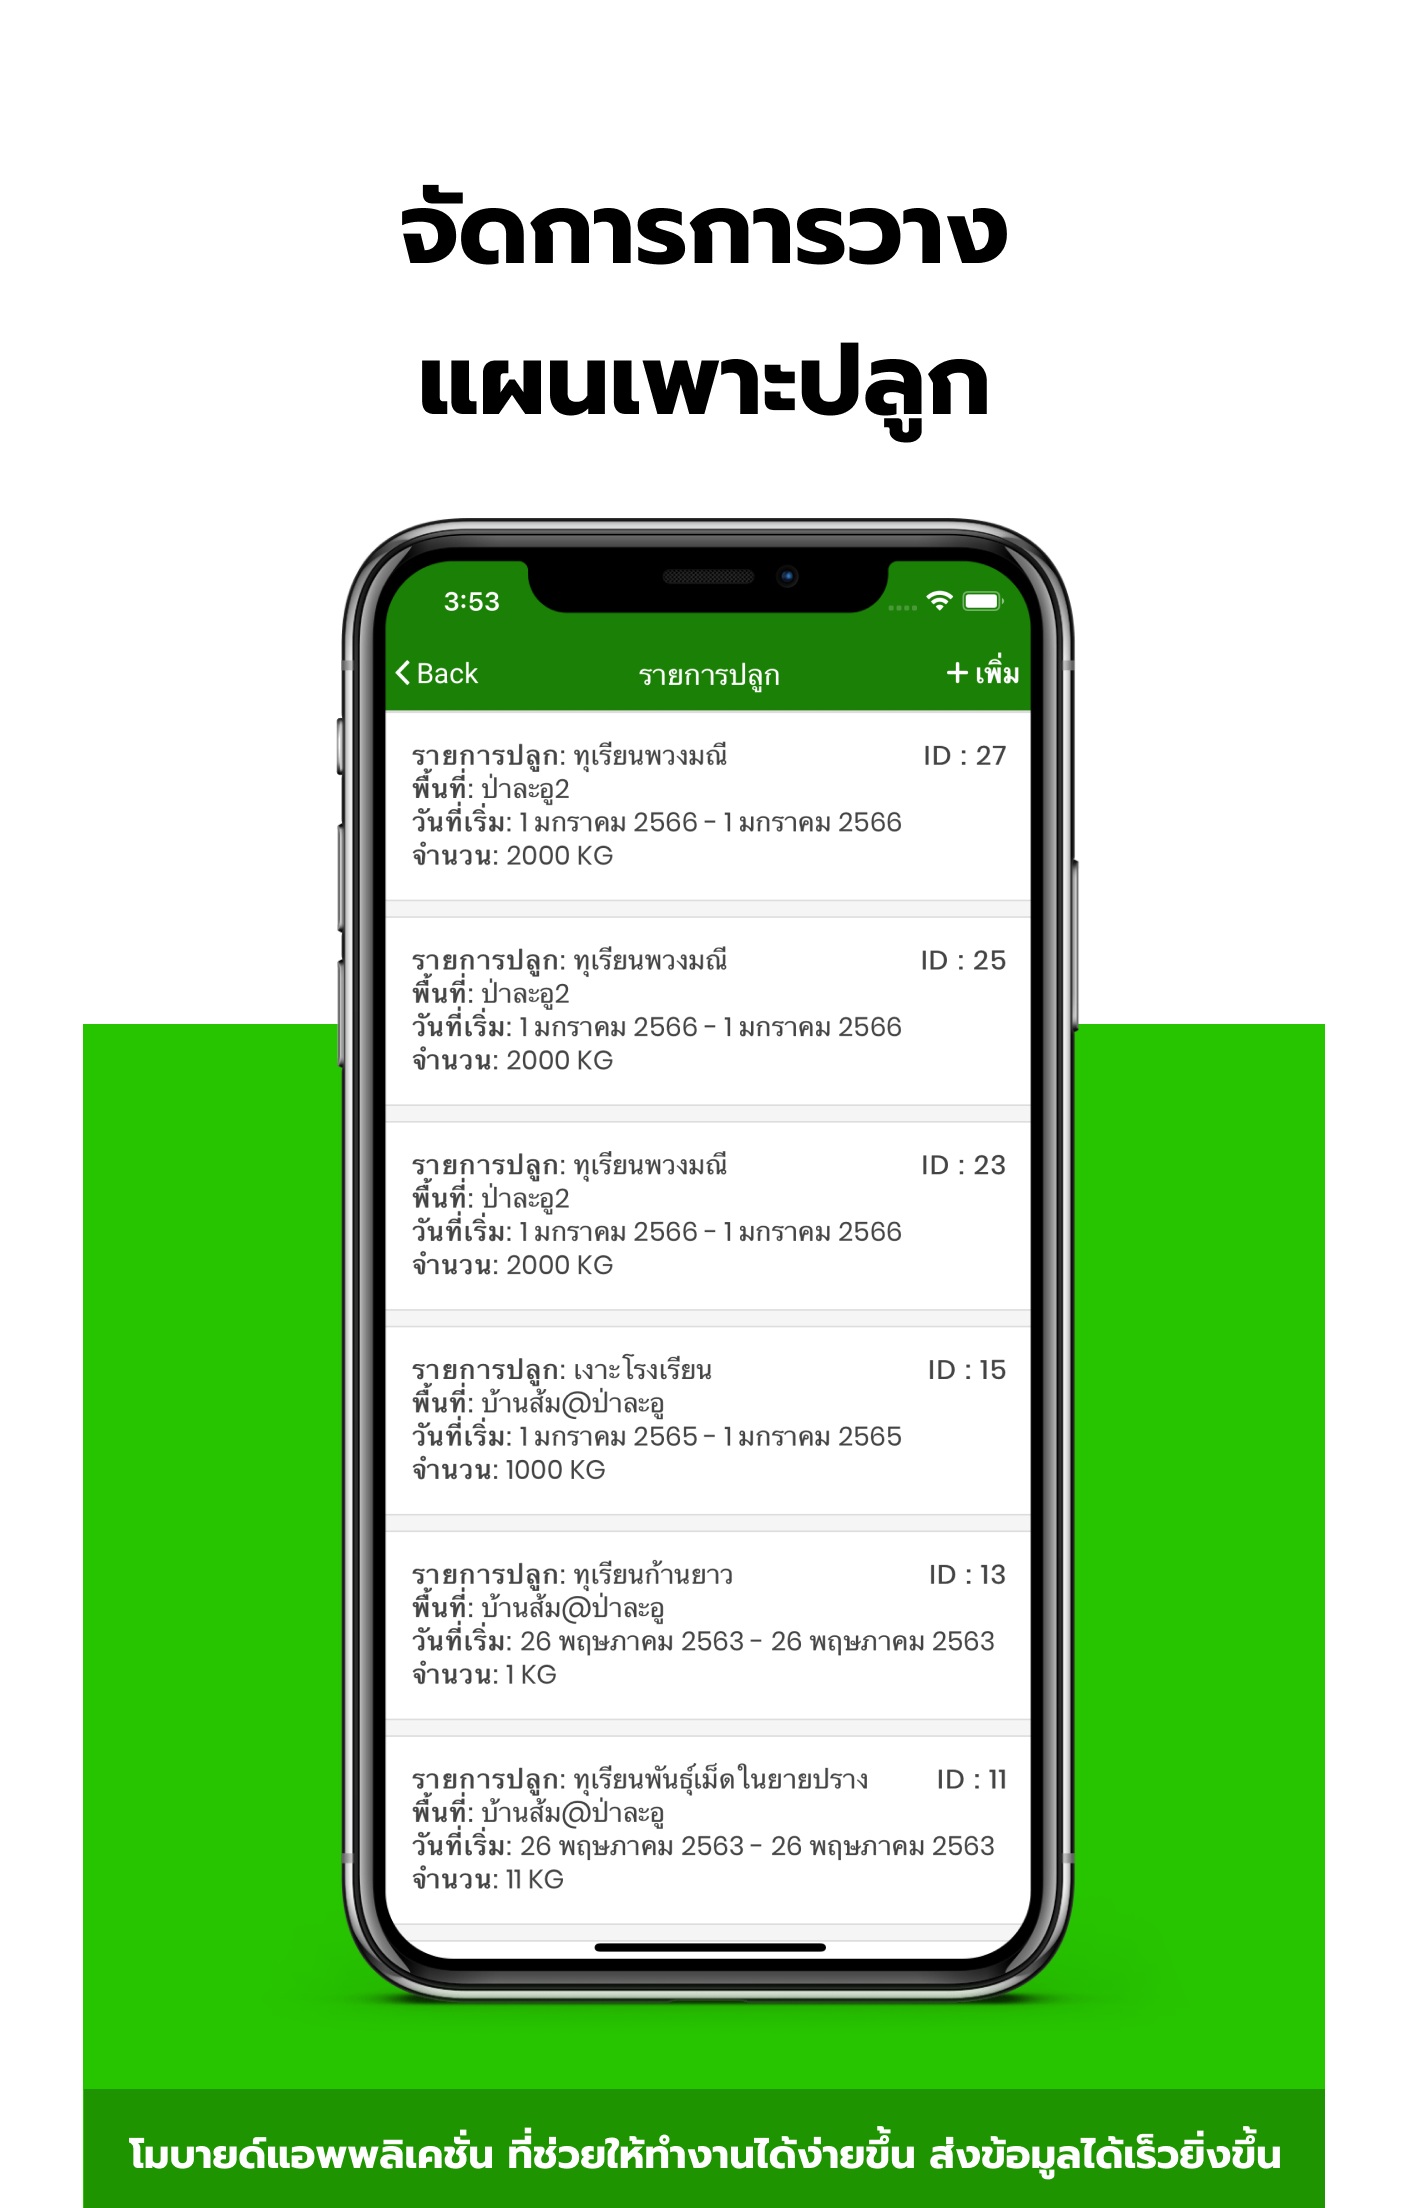 จัดการการวาง
แผนเพาะปลูก
3:53
Back
รายการปลูก
+ เพิ่ม
รายการปลูก: ทุเรียนพวงมณี ID : 27
พื้นที่: ป่าละอู2
วันที่เริ่ม: 1 มกราคม 2566 - 1 มกราคม 2566
จำนวน: 2000 KG
รายการปลูก: ทุเรียนพวงมณี ID : 25
พื้นที่: ป่าละอู2
วันที่เริ่ม: 1 มกราคม 2566 - 1 มกราคม 2566
จำนวน: 2000 KG
รายการปลูก: ทุเรียนพวงมณี ID : 23
พื้นที่: ป่าละอู2
วันที่เริ่ม: 1 มกราคม 2566 - 1 มกราคม 2566
จำนวน: 2000 KG
รายการปลูก: เงาะโรงเรียน ID : 15
พื้นที่: บ้านส้ม@ป่าละอู
วันที่เริ่ม: 1 มกราคม 2565 - 1 มกราคม 2565
จำนวน: 1000 KG
รายการปลูก: ทุเรียนก้านยาว ID : 13
พื้นที่: บ้านส้ม@ป่าละอู
วันที่เริ่ม: 26 พฤษภาคม 2563 - 26 พฤษภาคม 2563
จำนวน: 1 KG
รายการปลูก: ทุเรียนพันธุ์เม็ดในยายปราง ID : 11
พื้นที่: บ้านส้ม@ป่าละอู
วันที่เริ่ม: 26 พฤษภาคม 2563 - 26 พฤษภาคม 2563
จำนวน: 11 KG
โมบายด์แอพพลิเคชั่น ที่ช่วยให้ทำงานได้ง่ายขึ้น ส่งข้อมูลได้เร็วยิ่งขึ้น